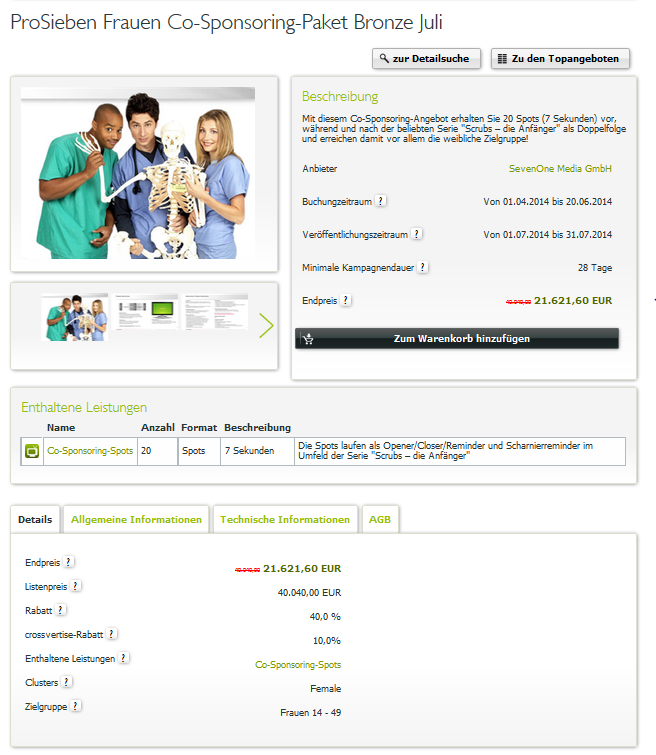 ProSieben Frauen Co-Sponsoring-Paket Bronze Juli
zur Detailsuche
Zu den Topangeboten
Beschreibung
Mit diesem Co-Sponsoring-Angebot erhalten Sie 20 Spots (7 Sekunden) vor,
während und nach der beliebten Serie "Scrubs – die Anfänger" als Doppelfolge
und erreichen damit vor allem die weibliche Zielgruppe!
Anbieter SevenOne Media GmbH
Buchungzeitraum ? Von 01.04.2014 bis 20.06.2014
Veröffentlichungszeitraum ? Von 01.07.2014 bis 31.07.2014
Minimale Kampagnendauer ? 28 Tage
Endpreis ? 21.621,60 EUR
Zum Warenkorb hinzufügen
Enthaltene Leistungen
Name Anzahl Format Beschreibung
Co-Sponsoring-Spots 20 Spots 7 Sekunden Die Spots laufen als Opener/Closer/Reminder und Scharnierreminder im
Umfeld der Serie "Scrubs – die Anfänger"
Details Allgemeine Informationen Technische Informationen AGB
Endpreis ? 21.621,60 EUR
Listenpreis ? 40.040,00 EUR
Rabatt ? 40,0 %
crossvertise-Rabatt ? 10,0%
Enthaltene Leistungen ? Co-Sponsoring-Spots
Clusters ? Female
Zielgruppe ? Frauen 14 - 49